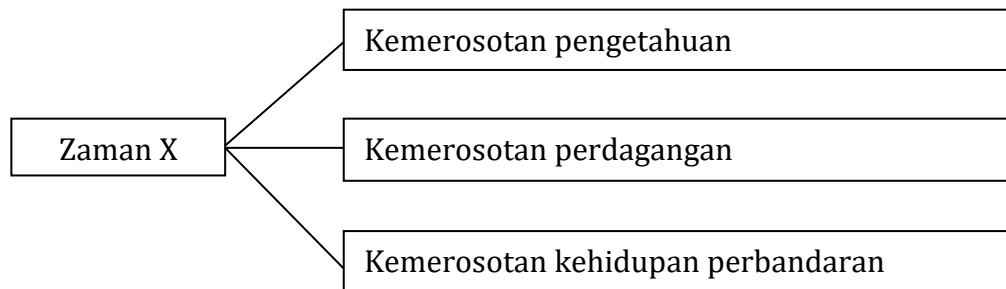 Kemerosotan pengetahuan
Zaman X
Kemerosotan perdagangan
Kemerosotan kehidupan perbandaran